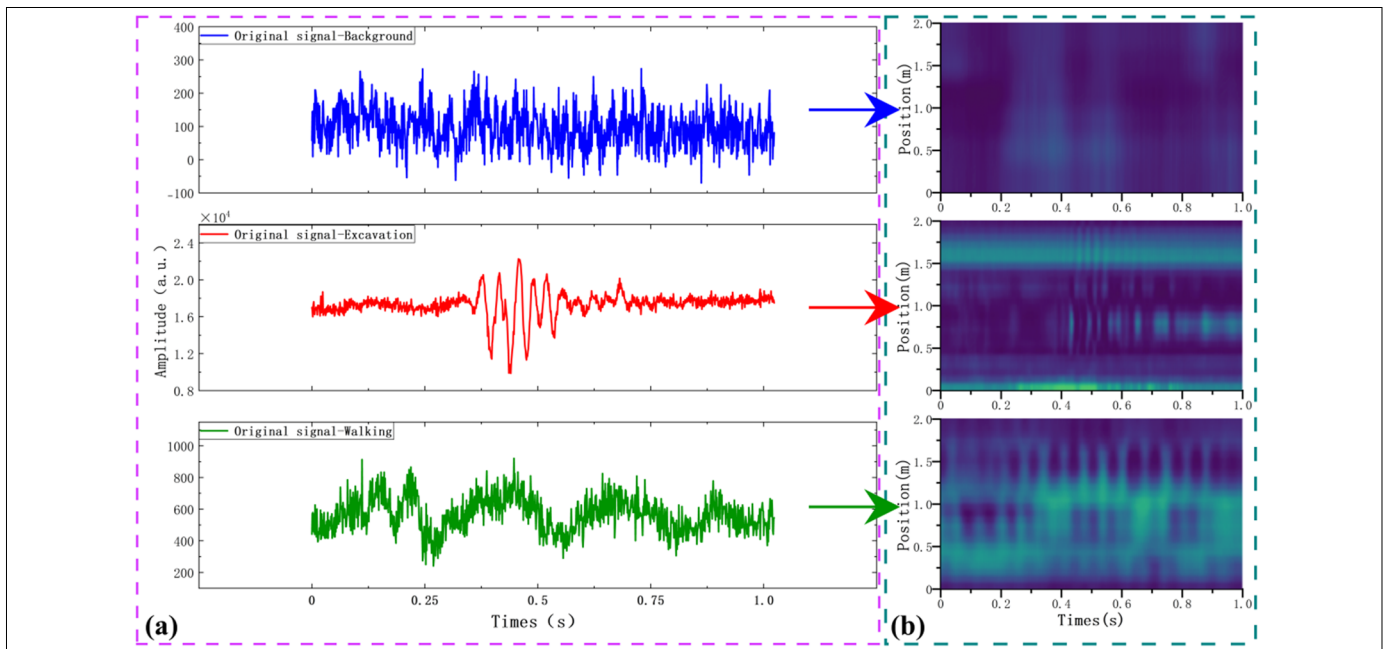 Original signal-Background
400
300
200
100
0
-100
×10⁴
Original signal-Excavation
2.4
2.0
1.6
1.2
0.8
Amplitude (a.u.)
Original signal-Walking
1000
800
600
400
200
0 0.25 0.5 0.75 1.0
Times (s)
(a)
2.0
1.5
1.0
0.5
0
Position(m)
0 0.2 0.4 0.6 0.8 1.0
2.0
1.5
1.0
0.5
0
Position(m)
0 0.2 0.4 0.6 0.8 1.0
2.0
1.5
1.0
0.5
0
Position(m)
0 0.2 0.4 0.6 0.8 1.0
Times(s)
(b)